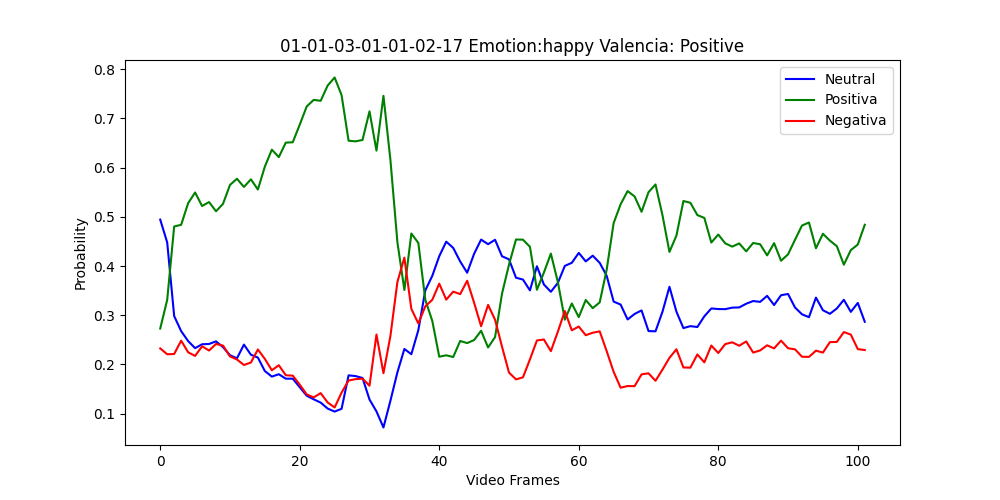 01-01-03-01-01-02-17 Emotion:happy Valencia: Positive
Neutral
Positiva
Negativa
Probability
0.8
0.7
0.6
0.5
0.4
0.3
0.2
0.1
0 20 40 60 80 100
Video Frames